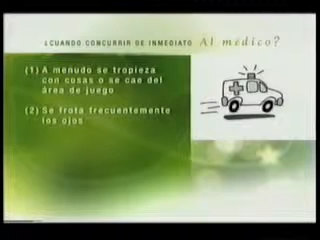 ¿CUANDO CONCURRIR DE INMEDIATO Al médico?
(1) A menudo se tropieza
con cosas o se cae del
área de juego
(2) Se frota frecuentemente
los ojos